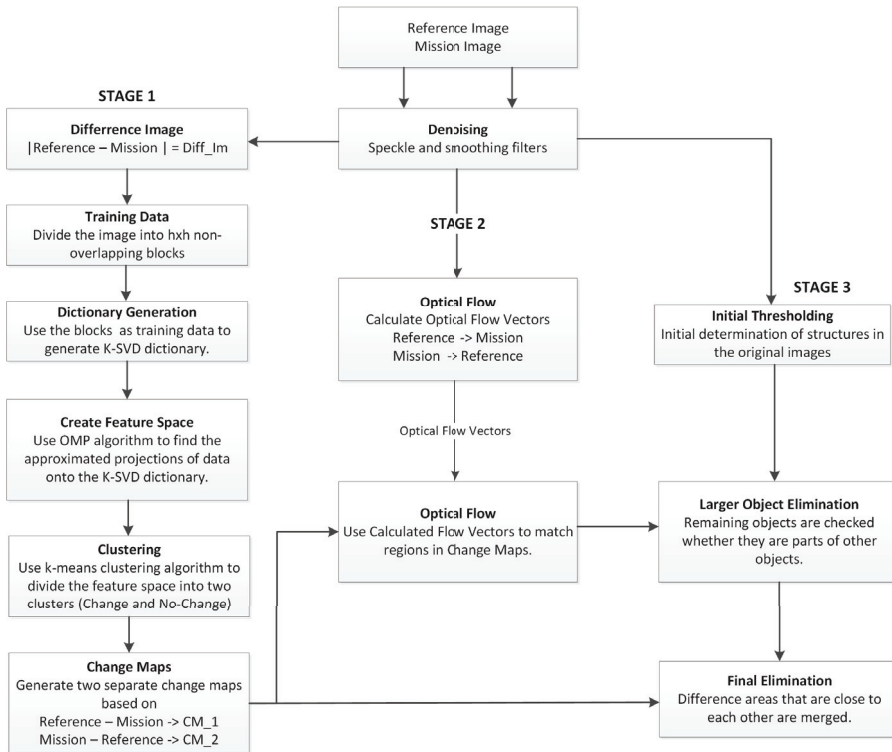 Reference Image
Mission Image
STAGE 1
Differrence Image
|Reference – Mission | = Diff_Im
Denoising
Speckle and smoothing filters
Training Data
Divide the image into hxh non-
overlapping blocks
STAGE 2
Dictionary Generation
Use the blocks as training data to
generate K-SVD dictionary.
Optical Flow
Calculate Optical Flow Vectors
Reference -> Mission
Mission -> Reference
STAGE 3
Initial Thresholding
Initial determination of structures in
the original images
Create Feature Space
Use OMP algorithm to find the
approximated projections of data
onto the K-SVD dictionary.
Optical Flow Vectors
Optical Flow
Use Calculated Flow Vectors to match
regions in Change Maps.
Larger Object Elimination
Remaining objects are checked
whether they are parts of other
objects.
Clustering
Use k-means clustering algorithm to
divide the feature space into two
clusters (Change and No-Change)
Change Maps
Generate two separate change maps
based on
Reference – Mission -> CM_1
Mission – Reference -> CM_2
Final Elimination
Difference areas that are close to
each other are merged.